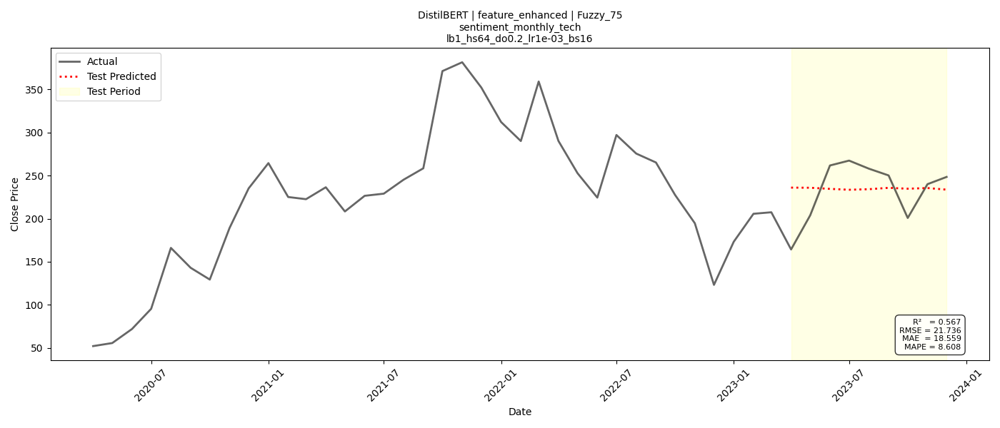 DistilBERT | feature_enhanced | Fuzzy_75
sentiment_monthly_tech
lb1_hs64_do0.2_lr1e-03_bs16
Actual
Test Predicted
Test Period
Close Price
350
300
250
200
150
100
50
R² = 0.567
RMSE = 21.736
MAE = 18.559
MAPE = 8.608
2020-07
2021-01
2021-07
2022-01
2022-07
2023-01
2023-07
2024-01
Date